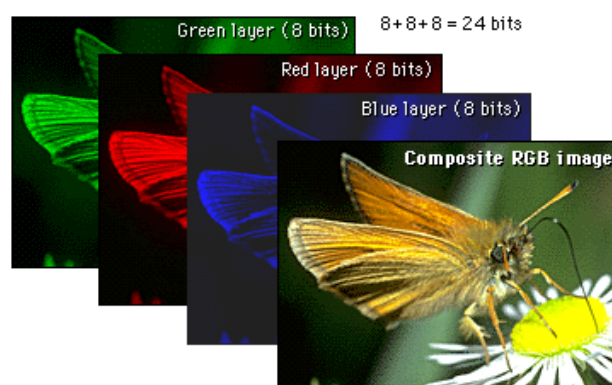 Green layer (8 bits)
8+8+8 = 24 bits
Red layer (8 bits)
Blue layer (8 bits)
Composite RGB image